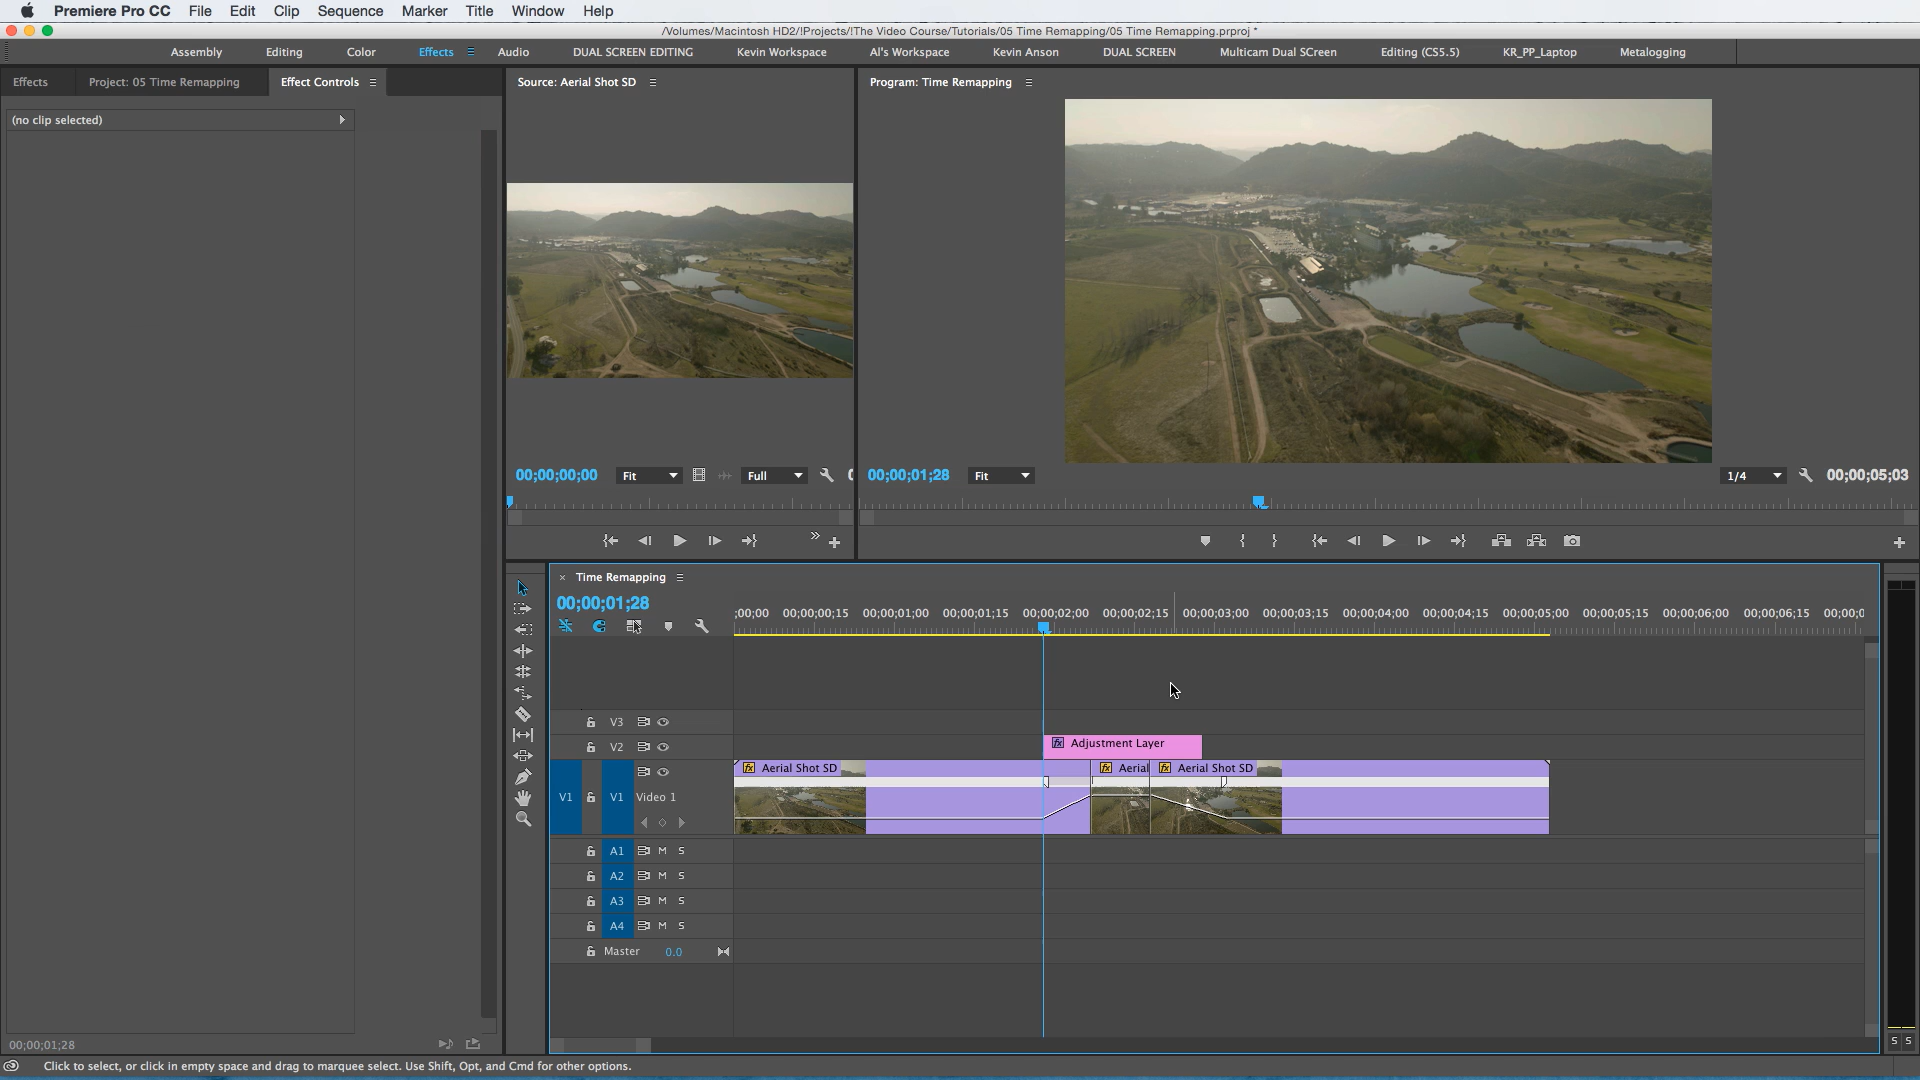 Premiere Pro CC File Edit Clip Sequence Marker Title Window Help
/Volumes/Macintosh HD2/!Projects/!The Video Course/Tutorials/05 Time Remapping/05 Time Remapping.prproj *
Assembly Editing Color Effects Audio DUAL SCREEN EDITING Kevin Workspace Al's Workspace Kevin Anson DUAL SCREEN Multicam Dual SCreen Editing (CS5.5) KR_PP_Laptop Metalogging
Effects Project: 05 Time Remapping Effect Controls
(no clip selected)
00;00;01;28
Source: Aerial Shot SD
00;00;00;00 Fit Full
Program: Time Remapping
00;00;01;28 Fit 1/4 00;00;05;03
× Time Remapping
00;00;01;28
;00;00 00;00;00;15 00;00;01;00 00;00;01;15 00;00;02;00 00;00;02;15 00;00;03;00 00;00;03;15 00;00;04;00 00;00;04;15 00;00;05;00 00;00;05;15 00;00;06;00 00;00;06;15 00;00;0
V3
V2
fx Adjustment Layer
fx Aerial Shot SD fx Aerial fx Aerial Shot SD
V1 V1 Video 1
A1 M S
A2 M S
A3 M S
A4 M S
Master 0.0
S S
Click to select, or click in empty space and drag to marquee select. Use Shift, Opt, and Cmd for other options.